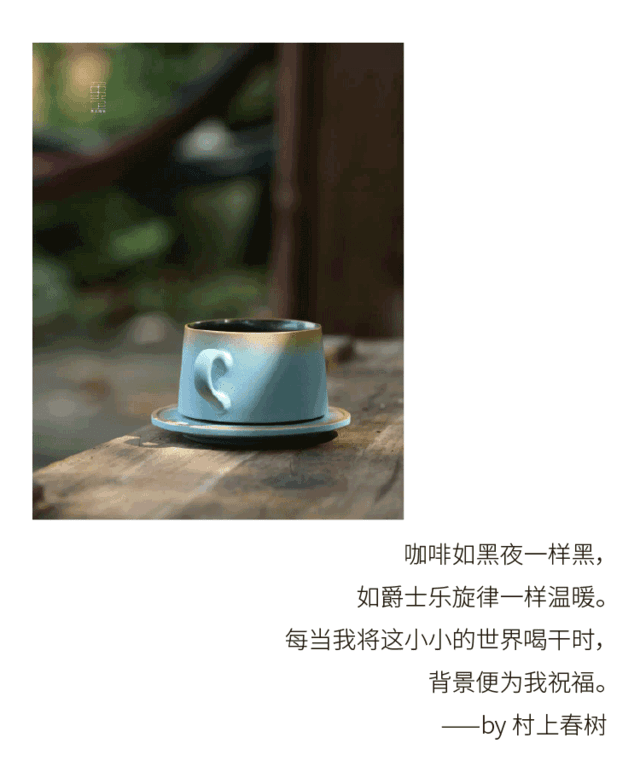 咖啡如黑夜一样黑，
如爵士乐旋律一样温暖。
每当我将这小小的世界喝干时，
背景便为我祝福。
——by 村上春树